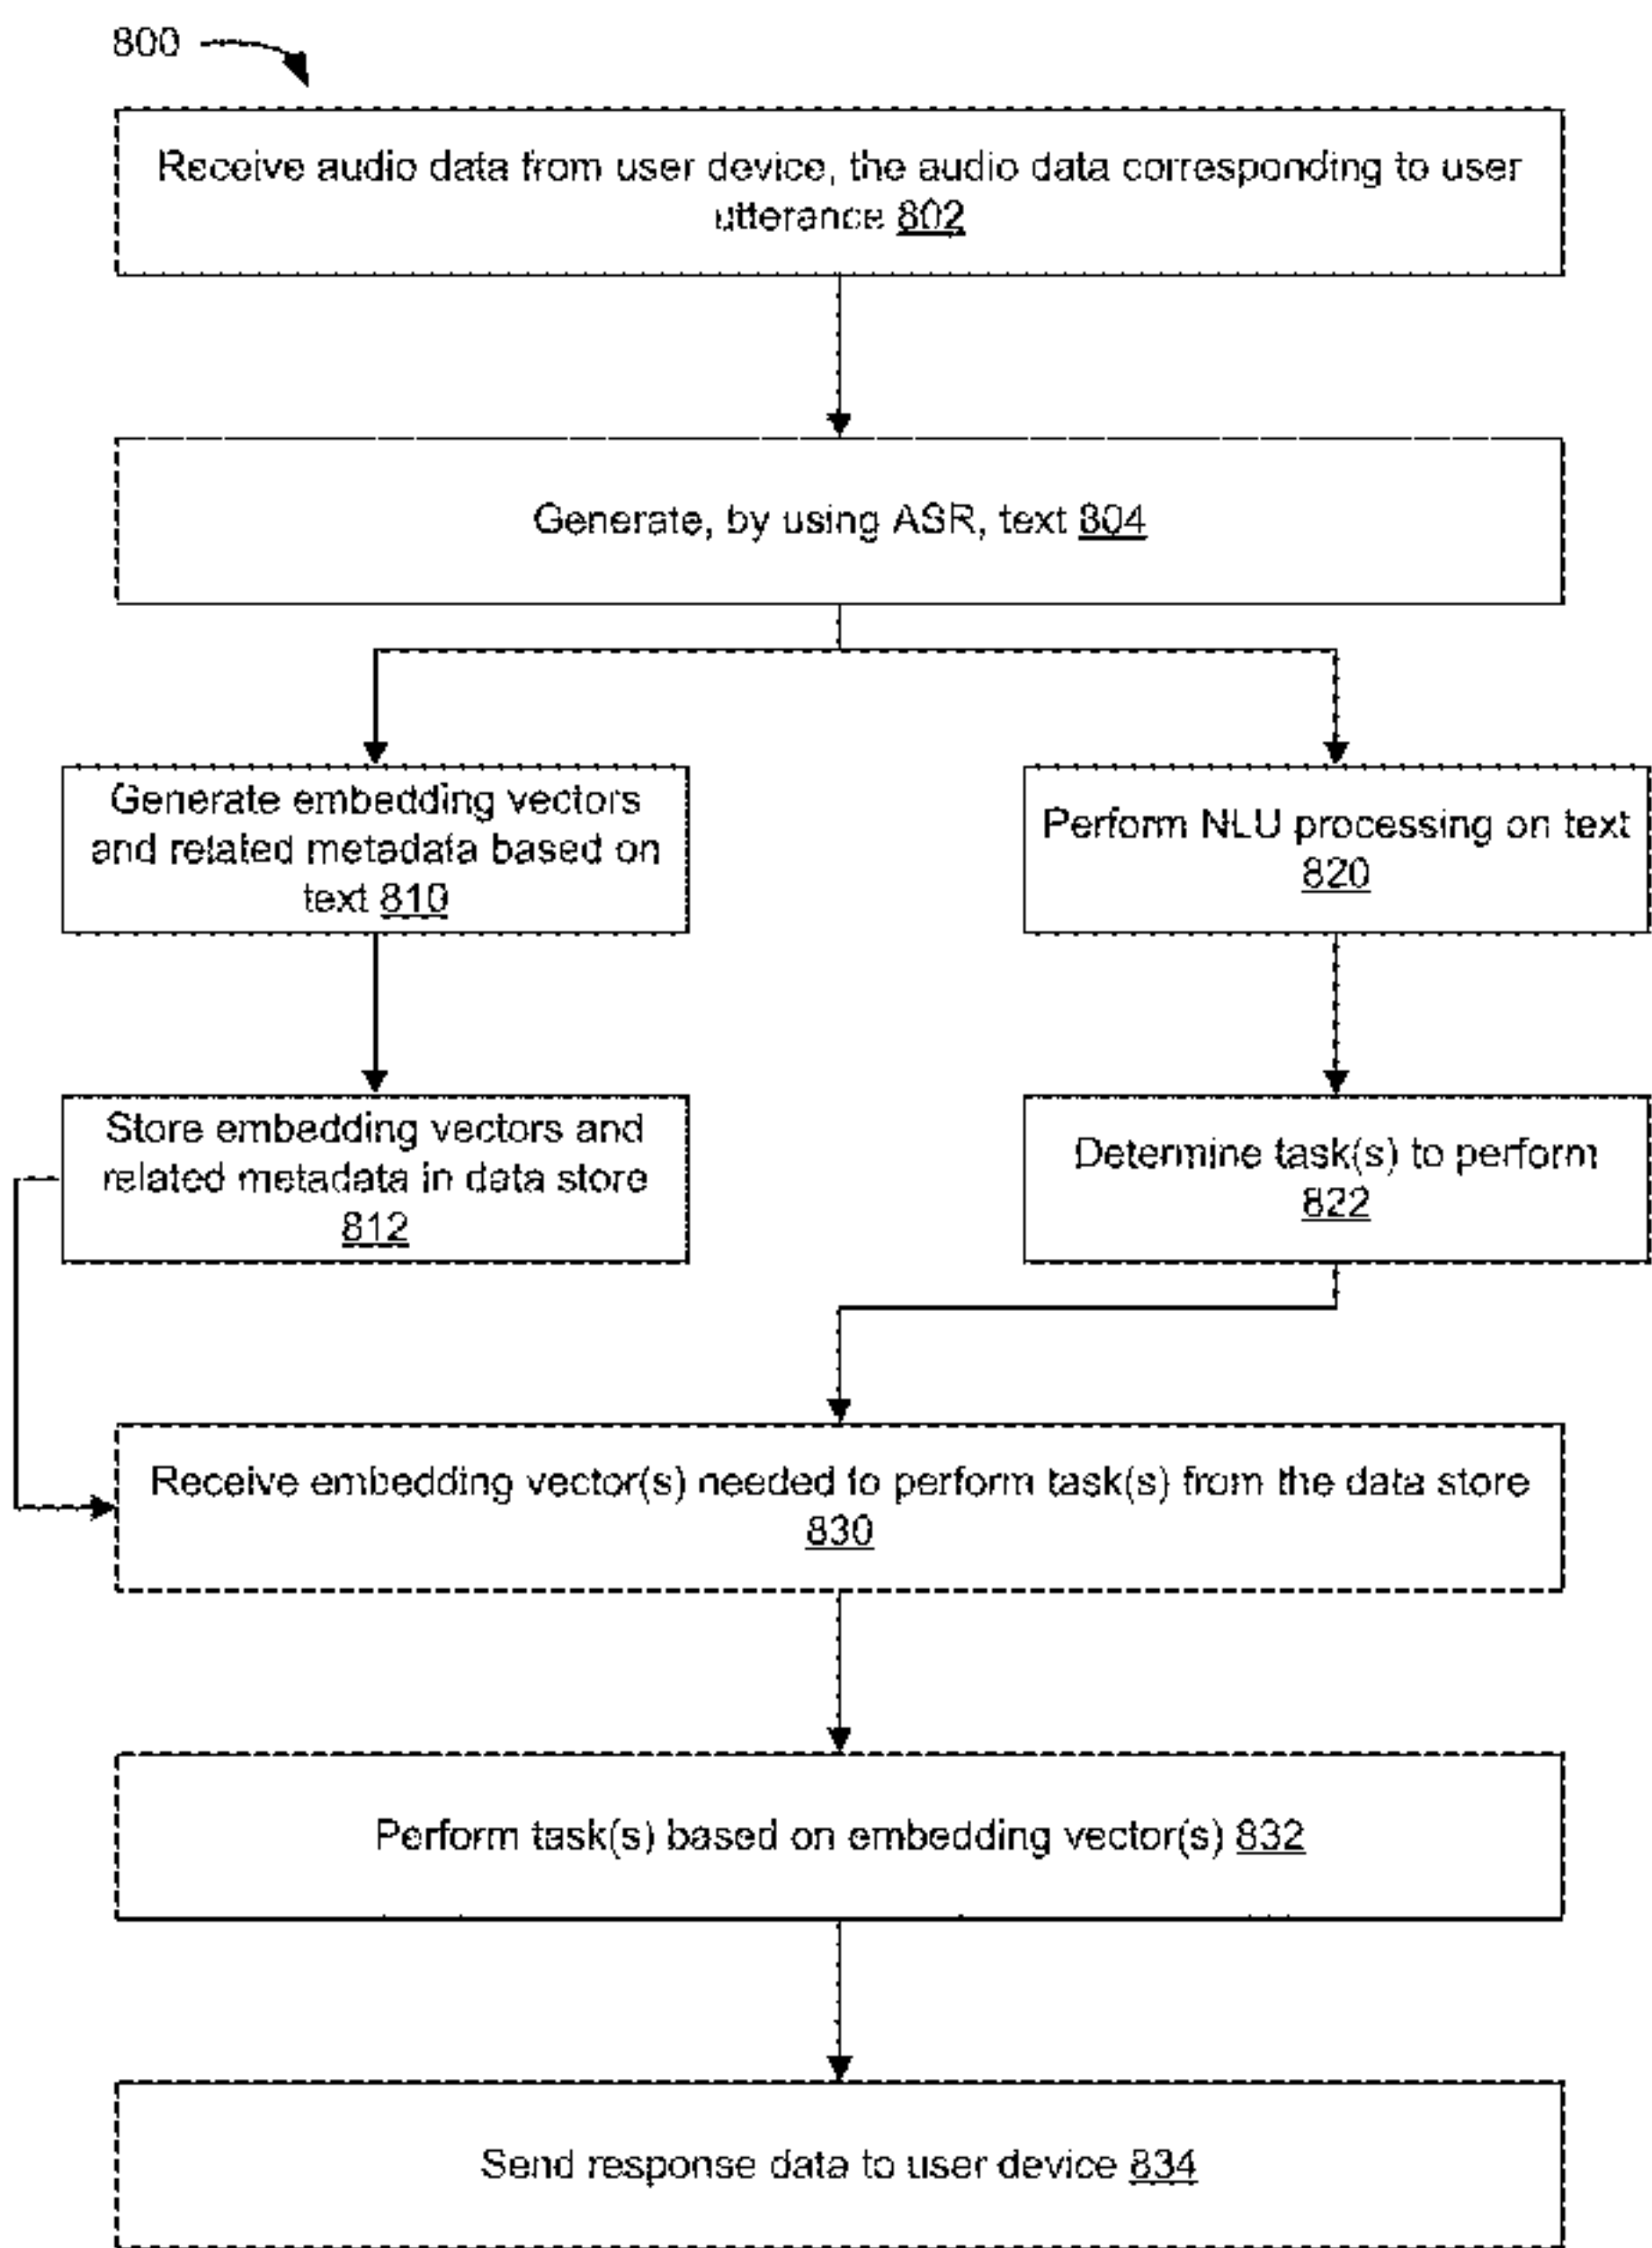 800
Receive audio data from user device, the audio data corresponding to user
utterance 802
Generate, by using ASR, text 804
Generate embedding vectors
and related metadata based on
text 810
Perform NLU processing on text
820
Store embedding vectors and
related metadata in data store
812
Determine task(s) to perform
822
Receive embedding vector(s) needed to perform task(s) from the data store
830
Perform task(s) based on embedding vector(s) 832
Send response data to user device 834